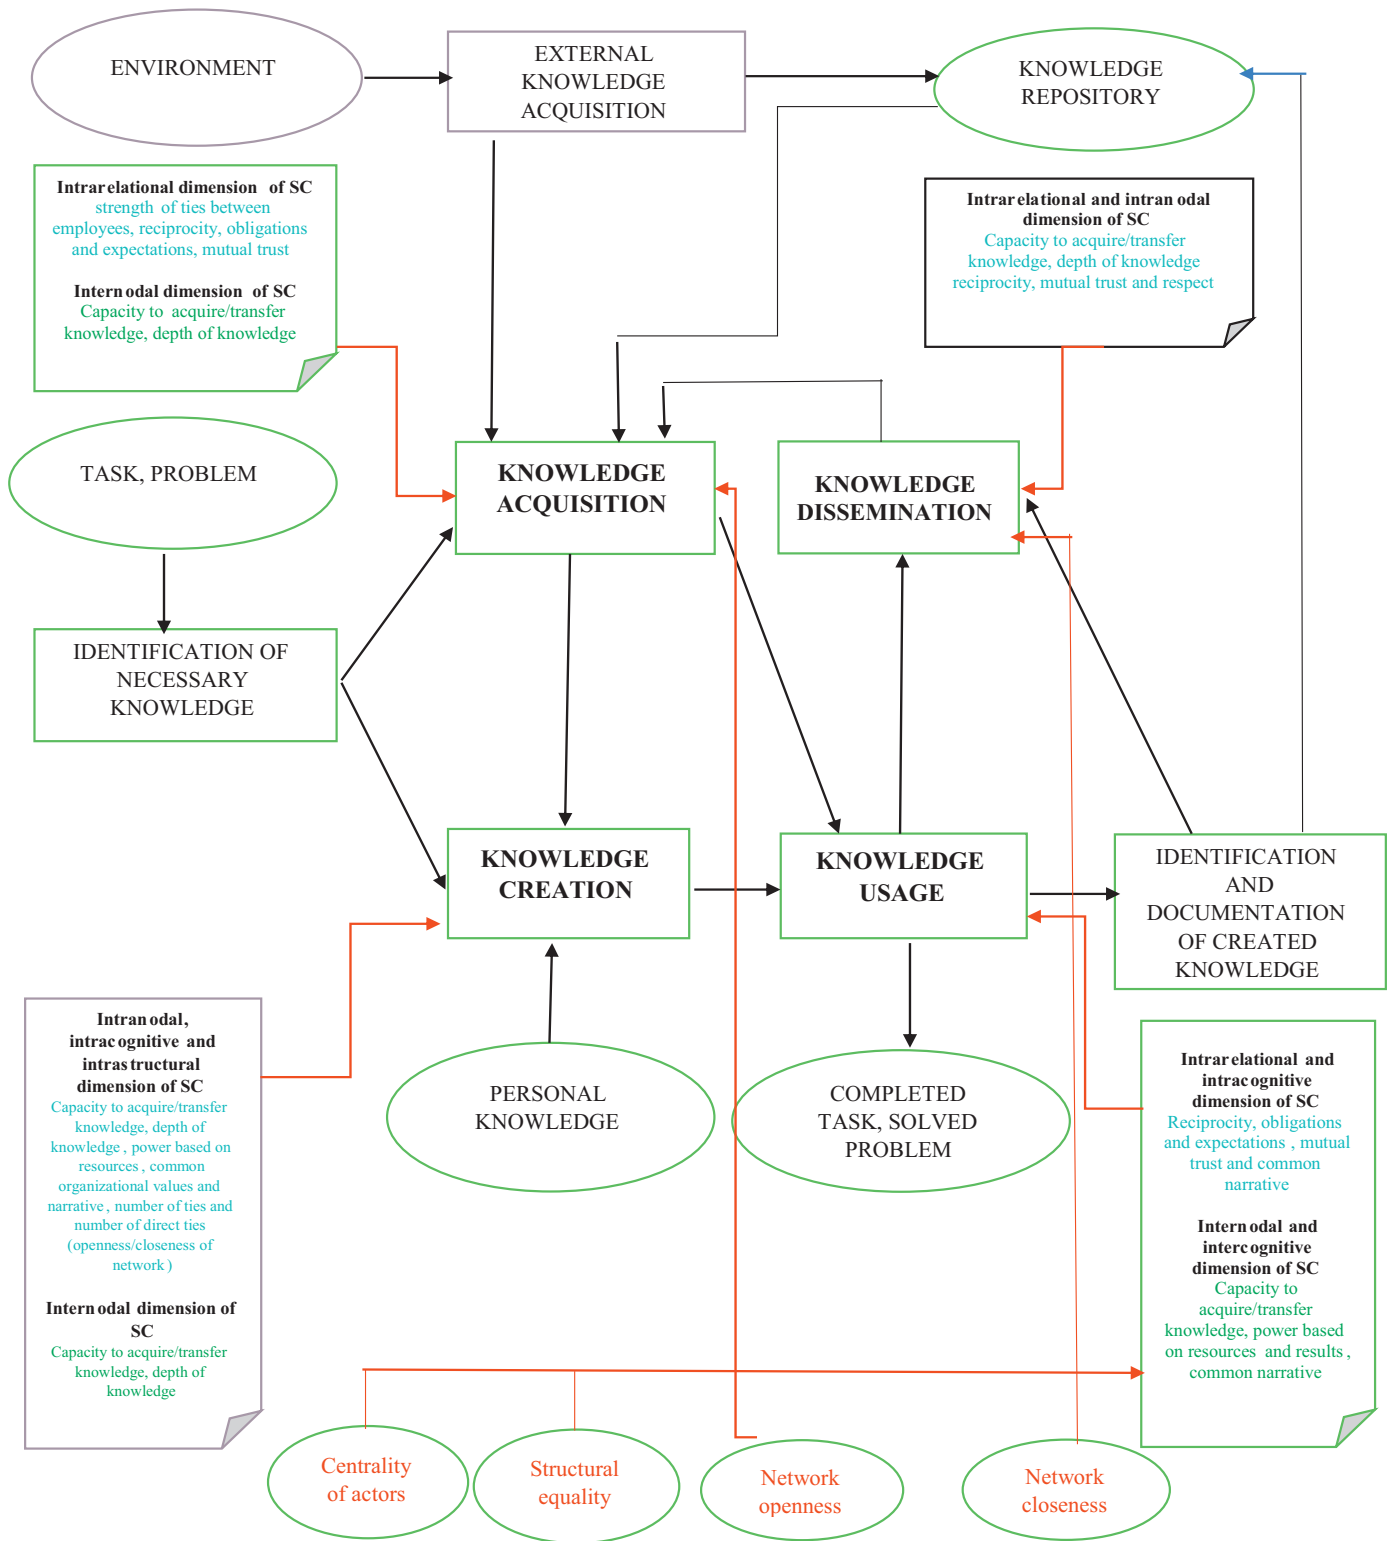 ENVIRONMENT
EXTERNAL
KNOWLEDGE
ACQUISITION
KNOWLEDGE
REPOSITORY
Intrarelational dimension of SC
strength of ties between
employees, reciprocity, obligations
and expectations, mutual trust
Internodal dimension of SC
Capacity to acquire/transfer
knowledge, depth of knowledge
Intrarelational and intranodal
dimension of SC
Capacity to acquire/transfer
knowledge, depth of knowledge
reciprocity, mutual trust and respect
TASK, PROBLEM
KNOWLEDGE
ACQUISITION
KNOWLEDGE
DISSEMINATION
IDENTIFICATION OF
NECESSARY
KNOWLEDGE
KNOWLEDGE
CREATION
KNOWLEDGE
USAGE
IDENTIFICATION
AND
DOCUMENTATION
OF CREATED
KNOWLEDGE
Intranodal,
intracognitive and
intrastructural
dimension of SC
Capacity to acquire/transfer
knowledge, depth of
knowledge, power based on
resources, common
organizational values and
narrative, number of ties and
number of direct ties
(openness/closeness of
network)
Internodal dimension of
SC
Capacity to acquire/transfer
knowledge, depth of
knowledge
PERSONAL
KNOWLEDGE
COMPLETED
TASK, SOLVED
PROBLEM
Intrarelational and
intracognitive
dimension of SC
Reciprocity, obligations
and expectations, mutual
trust and common
narrative
Internodal and
intercognitive
dimension of SC
Capacity to
acquire/transfer
knowledge, power based
on resources and results,
common narrative
Centrality
of actors
Structural
equality
Network
openness
Network
closeness